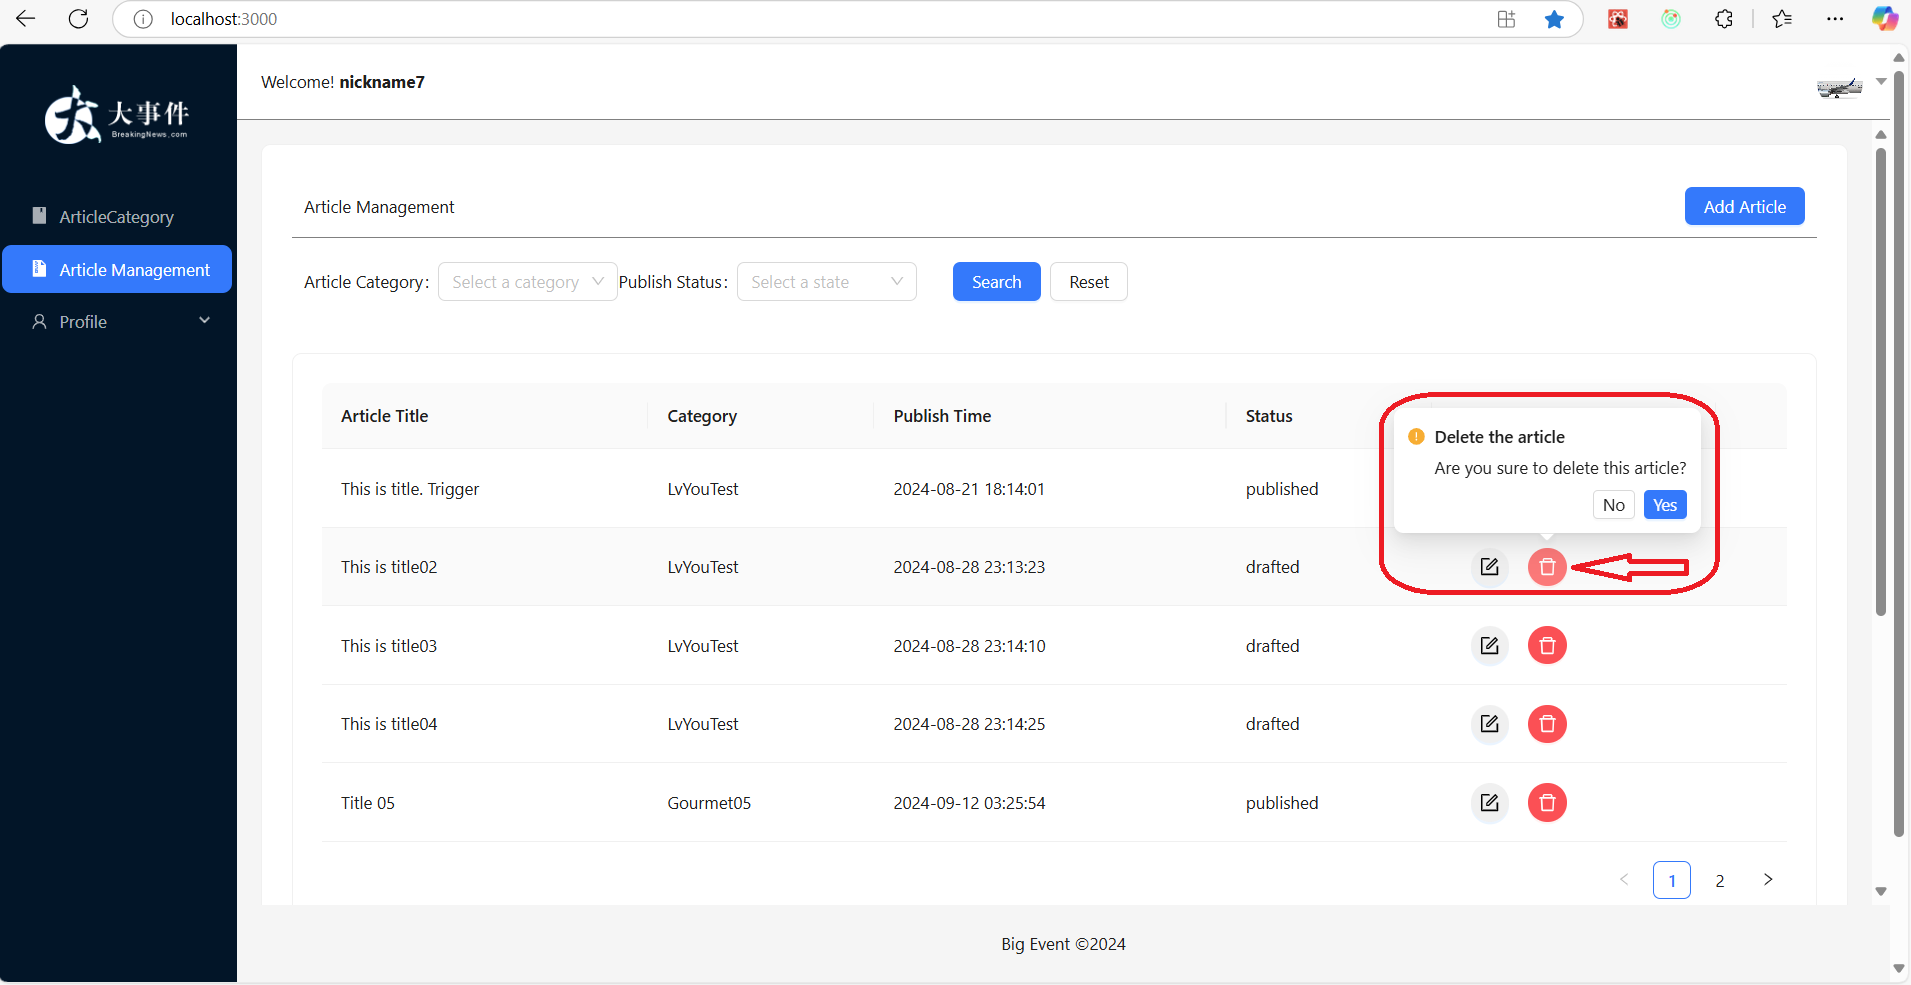 localhost:3000
大事件
BreakingNews.com
Welcome! nickname7
ArticleCategory
Article Management
Profile
Article Management
Add Article
Article Category: Select a category Publish Status: Select a state Search Reset
Article Title Category Publish Time Status
This is title. Trigger LvYouTest 2024-08-21 18:14:01 published
Delete the article
Are you sure to delete this article?
No Yes
This is title02 LvYouTest 2024-08-28 23:13:23 drafted
This is title03 LvYouTest 2024-08-28 23:14:10 drafted
This is title04 LvYouTest 2024-08-28 23:14:25 drafted
Title 05 Gourmet05 2024-09-12 03:25:54 published
1 2
Big Event ©2024